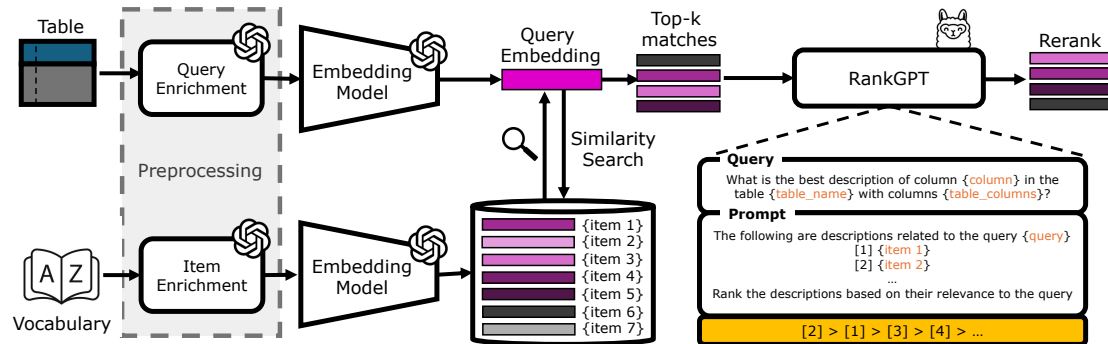 Table
Query
Enrichment
Embedding
Model
Query
Embedding
Top-k
matches
RankGPT
Rerank
Preprocessing
Similarity
Search
Query
What is the best description of column {column} in the
table {table_name} with columns {table_columns}?
Prompt
The following are descriptions related to the query {query}
[1] {item 1}
[2] {item 2}
...
Rank the descriptions based on their relevance to the query
[2] > [1] > [3] > [4] > ...
A Z
Vocabulary
Item
Enrichment
Embedding
Model
{item 1}
{item 2}
{item 3}
{item 4}
{item 5}
{item 6}
{item 7}